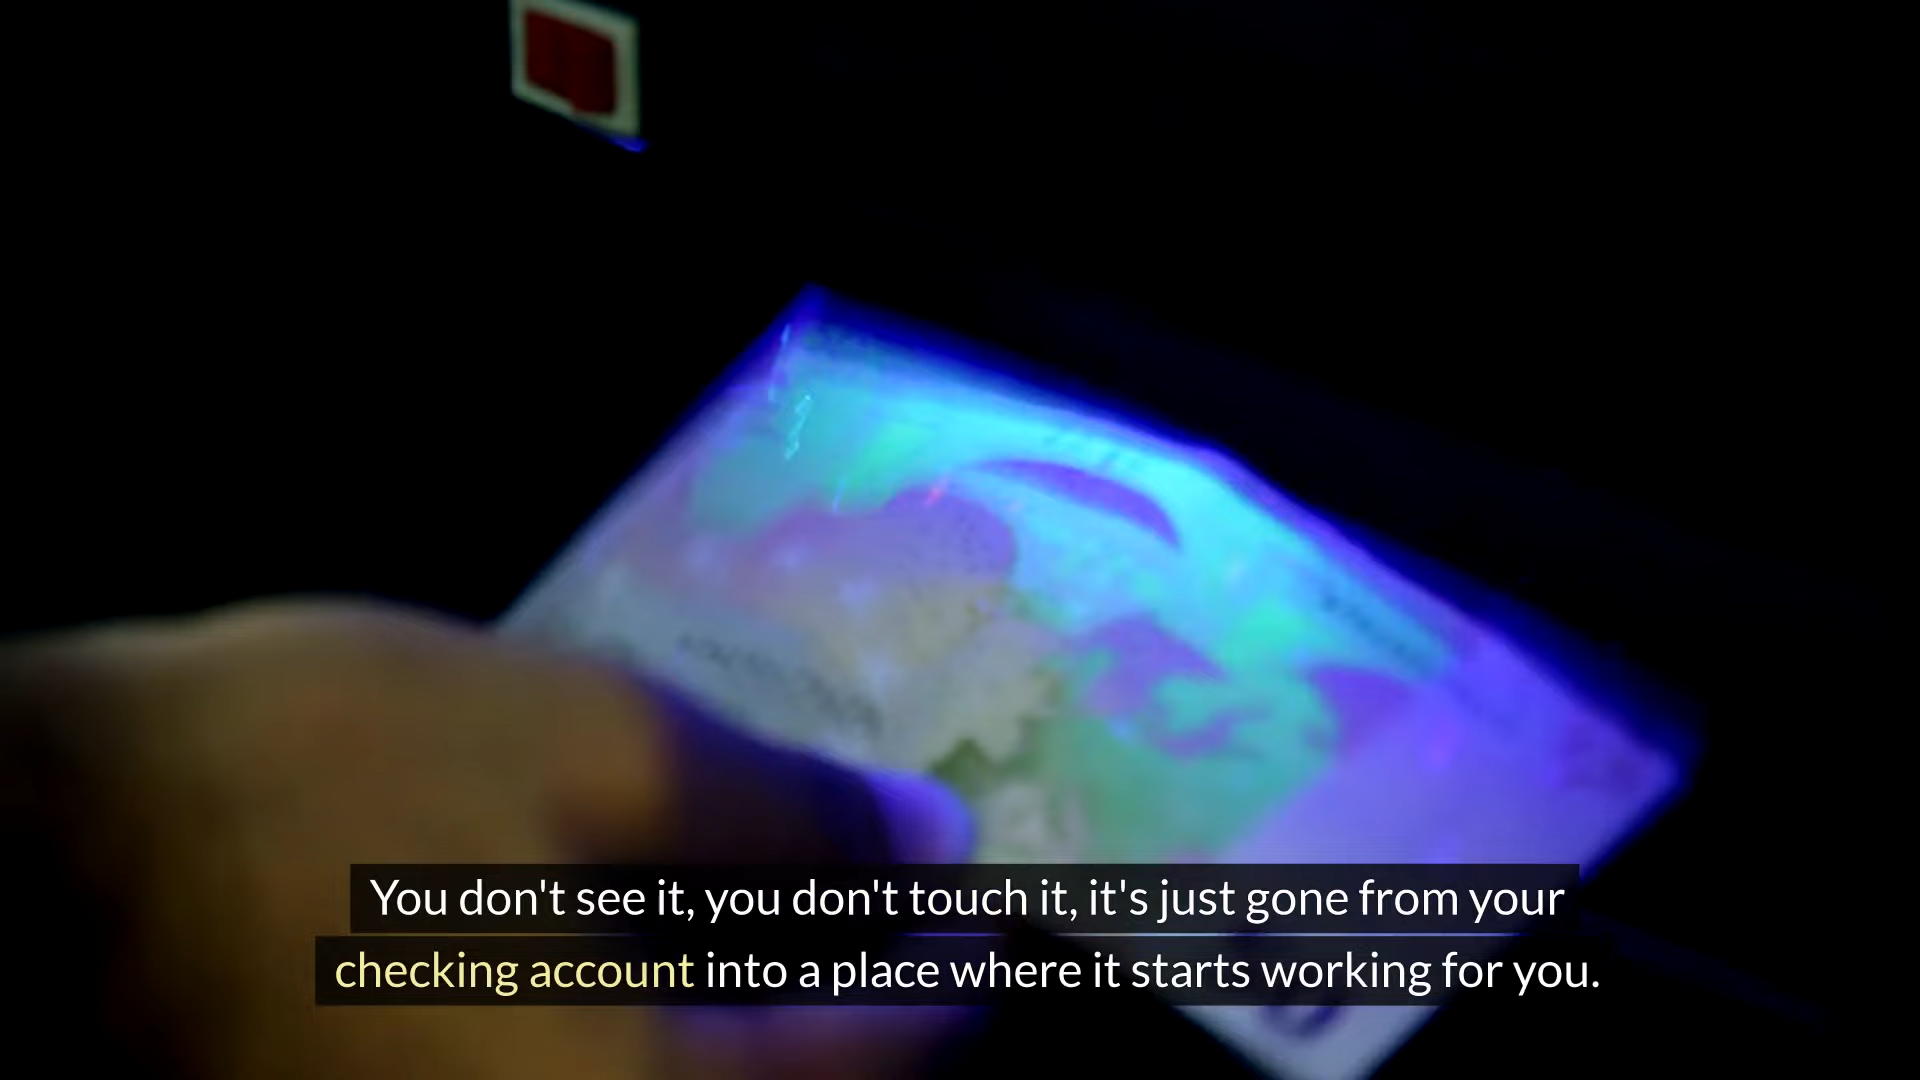 You don't see it, you don't touch it, it's just gone from your
checking account into a place where it starts working for you.